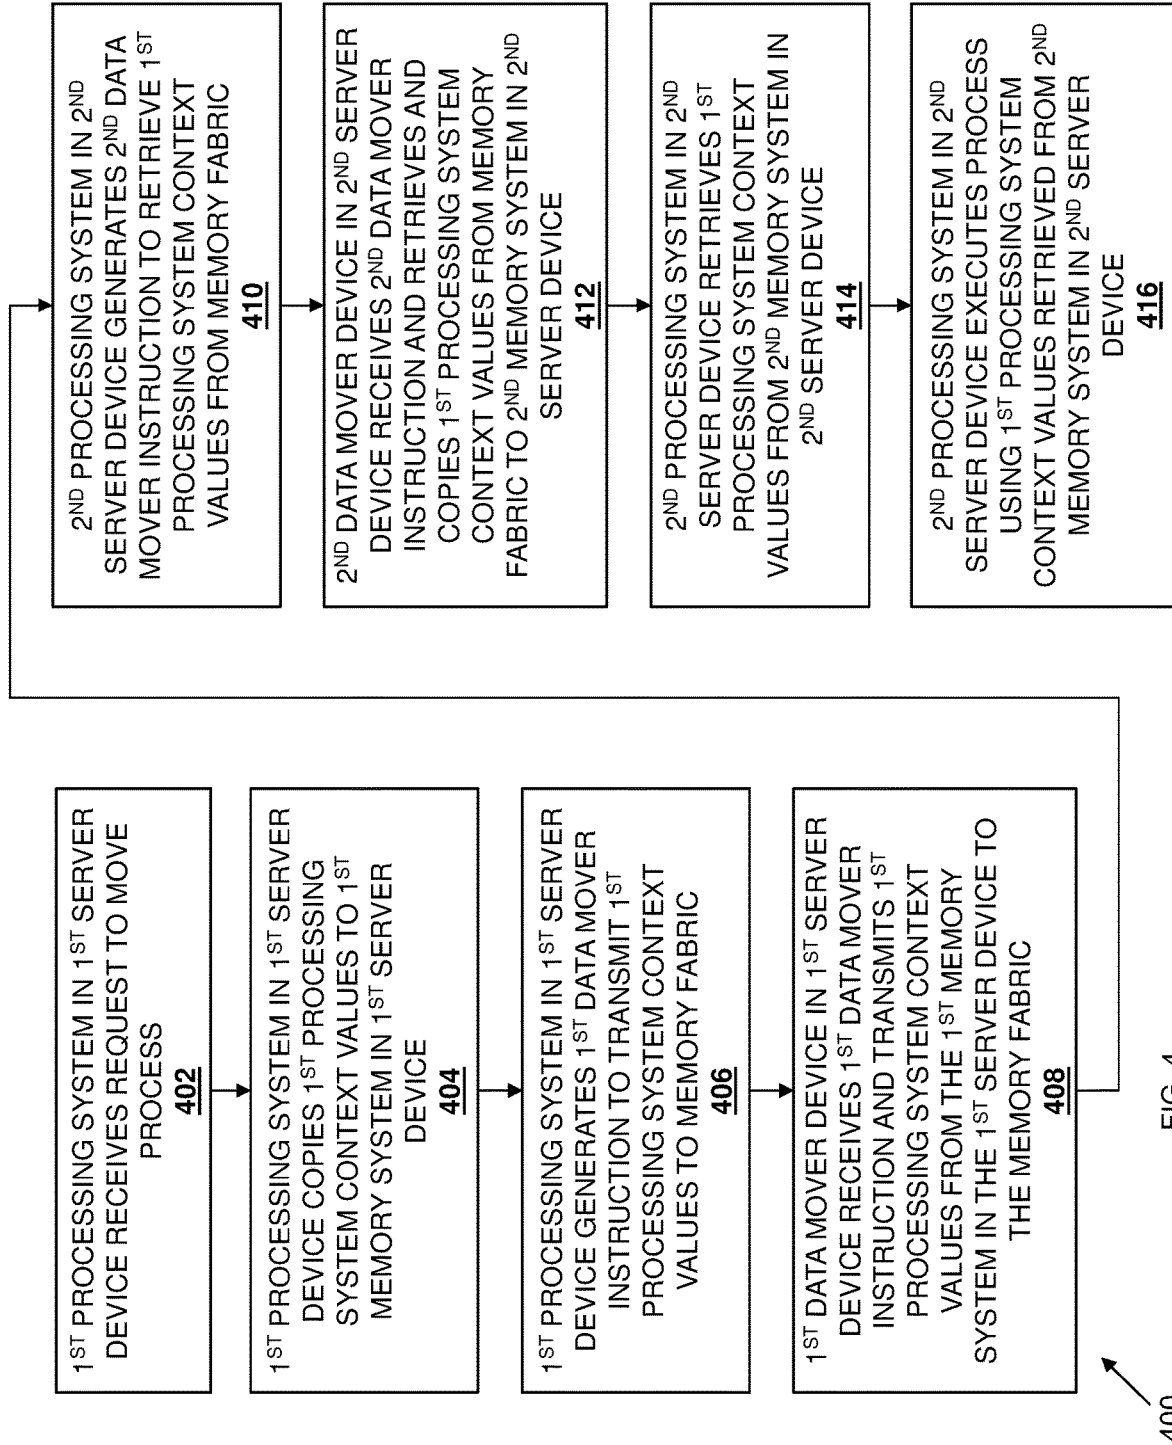 1ST PROCESSING SYSTEM IN 1ST SERVER
DEVICE RECEIVES REQUEST TO MOVE
PROCESS
402
1ST PROCESSING SYSTEM IN 1ST SERVER
DEVICE COPIES 1ST PROCESSING
SYSTEM CONTEXT VALUES TO 1ST
MEMORY SYSTEM IN 1ST SERVER
DEVICE
404
1ST PROCESSING SYSTEM IN 1ST SERVER
DEVICE GENERATES 1ST DATA MOVER
INSTRUCTION TO TRANSMIT 1ST
PROCESSING SYSTEM CONTEXT
VALUES TO MEMORY FABRIC
406
1ST DATA MOVER DEVICE IN 1ST SERVER
DEVICE RECEIVES 1ST DATA MOVER
INSTRUCTION AND TRANSMITS 1ST
PROCESSING SYSTEM CONTEXT
VALUES FROM THE 1ST MEMORY
SYSTEM IN THE 1ST SERVER DEVICE TO
THE MEMORY FABRIC
408
2ND PROCESSING SYSTEM IN 2ND
SERVER DEVICE GENERATES 2ND DATA
MOVER INSTRUCTION TO RETRIEVE 1ST
PROCESSING SYSTEM CONTEXT
VALUES FROM MEMORY FABRIC
410
2ND DATA MOVER DEVICE IN 2ND SERVER
DEVICE RECEIVES 2ND DATA MOVER
INSTRUCTION AND RETRIEVES AND
COPIES 1ST PROCESSING SYSTEM
CONTEXT VALUES FROM MEMORY
FABRIC TO 2ND MEMORY SYSTEM IN 2ND
SERVER DEVICE
412
2ND PROCESSING SYSTEM IN 2ND
SERVER DEVICE RETRIEVES 1ST
PROCESSING SYSTEM CONTEXT
VALUES FROM 2ND MEMORY SYSTEM IN
2ND SERVER DEVICE
414
2ND PROCESSING SYSTEM IN 2ND
SERVER DEVICE EXECUTES PROCESS
USING 1ST PROCESSING SYSTEM
CONTEXT VALUES RETRIEVED FROM 2ND
MEMORY SYSTEM IN 2ND SERVER
DEVICE
416
400
FIG. 4